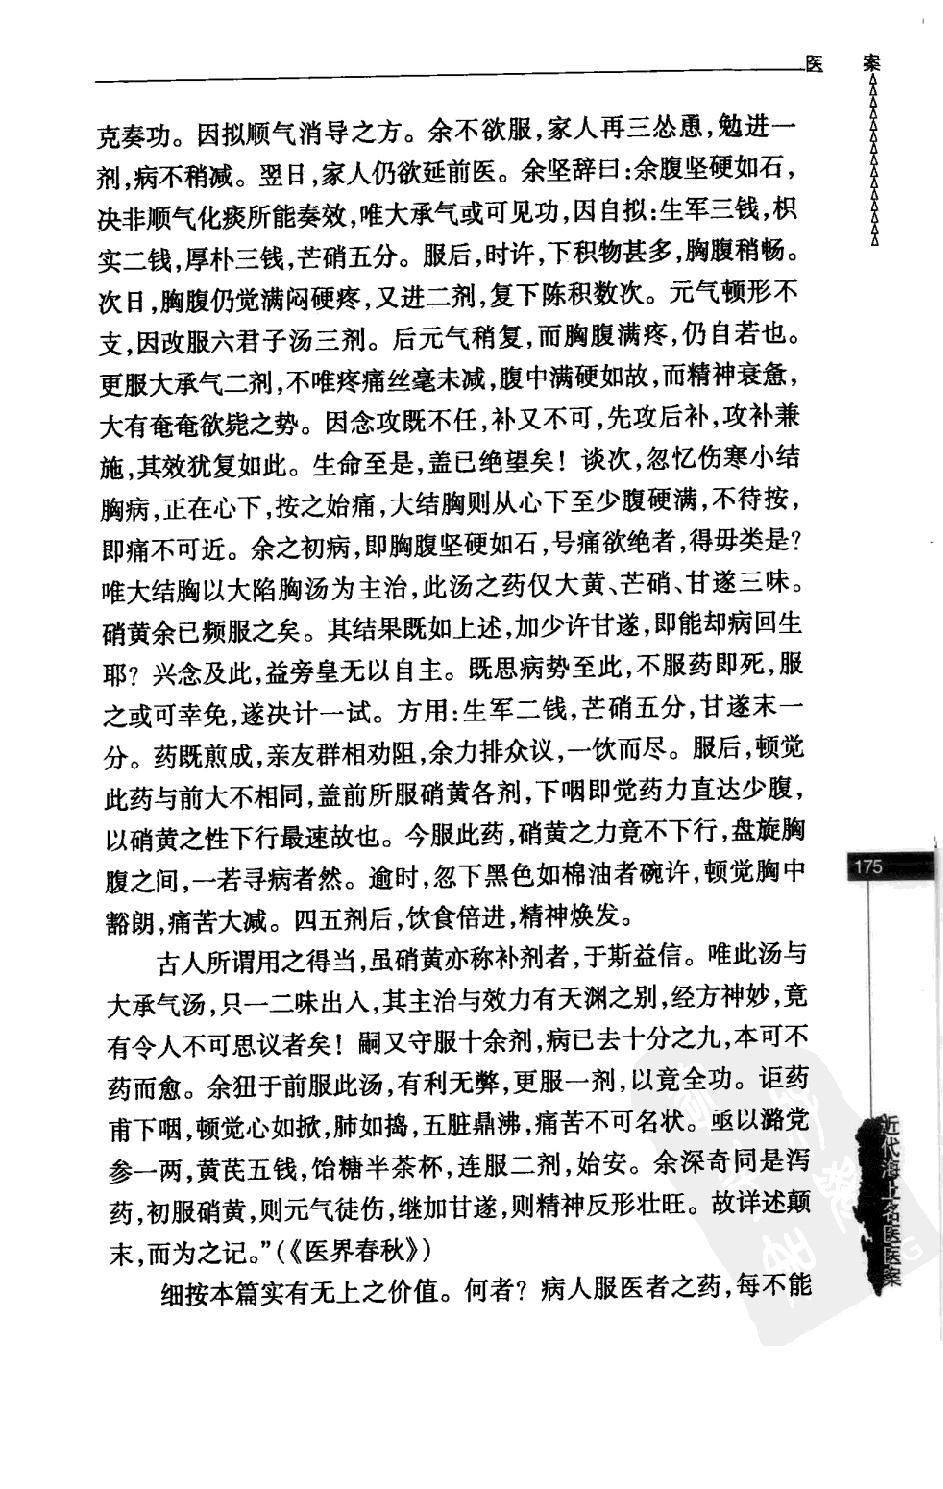 医 案
克奏功。因拟顺气消导之方。余不欲服，家人再三怂恿，勉进一
剂，病不稍减。翌日，家人仍欲延前医。余坚辞曰：余腹坚硬如石，
决非顺气化痰所能奏效，唯大承气或可见功，因自拟：生军三钱，枳
实二钱，厚朴三钱，芒硝五分。服后，时许，下积物甚多，胸腹稍畅。
次日，胸腹仍觉满闷硬疼，又进二剂，复下陈积数次。元气顿形不
支，因改服六君子汤三剂。后元气稍复，而胸腹满疼，仍自若也。
更服大承气二剂，不唯疼痛丝毫未减，腹中满硬如故，而精神衰惫，
大有奄奄欲毙之势。因念攻既不任，补又不可，先攻后补，攻补兼
施，其效犹复如此。生命至是，盖已绝望矣！谈次，忽忆伤寒小结
胸病，正在心下，按之始痛，大结胸则从心下至少腹硬满，不待按，
即痛不可近。余之初病，即胸腹坚硬如石，号痛欲绝者，得毋类是？
唯大结胸以大陷胸汤为主治，此汤之药仅大黄、芒硝、甘遂三味。
硝黄余已频服之矣。其结果既如上述，加少许甘遂，即能却病回生
耶？兴念及此，益旁皇无以自主。既思病势至此，不服药即死，服
之或可幸免，遂决计一试。方用：生军二钱，芒硝五分，甘遂末一
分。药既煎成，亲友群相劝阻，余力排众议，一饮而尽。服后，顿觉
此药与前大不相同，盖前所服硝黄各剂，下咽即觉药力直达少腹，
以硝黄之性下行最速故也。今服此药，硝黄之力竟不下行，盘旋胸
腹之间，一若寻病者然。逾时，忽下黑色如棉油者碗许，顿觉胸中
豁朗，痛苦大减。四五剂后，饮食倍进，精神焕发。
古人所谓用之得当，虽硝黄亦称补剂者，于斯益信。唯此汤与
大承气汤，只一二味出入，其主治与效力有天渊之别，经方神妙，竟
有令人不可思议者矣！嗣又守服十余剂，病已去十分之九，本可不
药而愈。余狃于前服此汤，有利无弊，更服一剂，以竟全功。讵药
甫下咽，顿觉心如掀，肺如捣，五脏鼎沸，痛苦不可名状。亟以潞党
参一两，黄芪五钱，饴糖半茶杯，连服二剂，始安。余深奇同是泻
药，初服硝黄，则元气徒伤，继加甘遂，则精神反形壮旺。故详述颠
末，而为之记。”（《医界春秋》）
细按本篇实有无上之价值。何者？病人服医者之药，每不能
175
近代海上名医医案